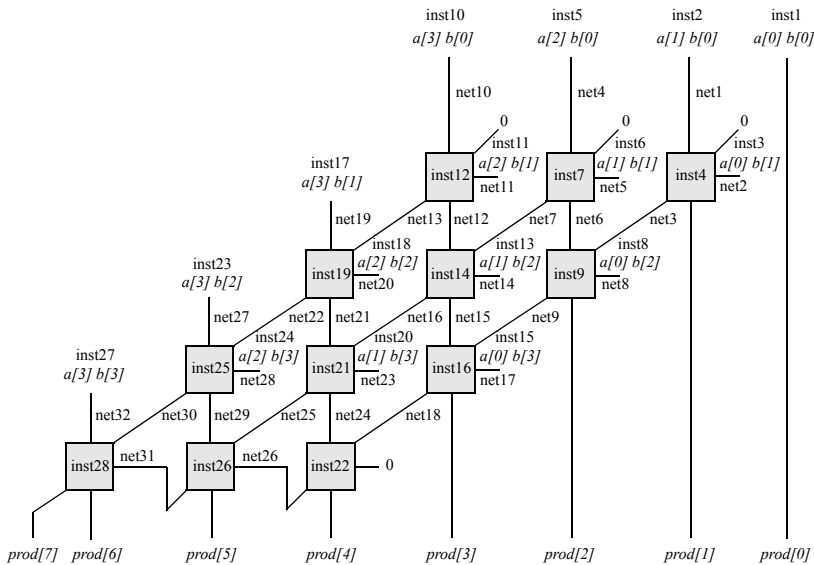 inst10 inst5 inst2 inst1
a[3] b[0] a[2] b[0] a[1] b[0] a[0] b[0]
net10 net4 net1
0 0 0
inst11 inst6 inst3
inst17 inst12 a[2] b[1] inst7 a[1] b[1] inst4 a[0] b[1]
a[3] b[1] net11 net5 net2
net19 net13 net12 net7 net6 net3
inst18 inst13 inst8
inst23 a[2] b[2] a[1] b[2] a[0] b[2]
a[3] b[2] inst19 net20 inst14 net14 inst9 net8
net27 net22 net21 net16 net15 net9
inst24 inst20 inst15
inst27 a[2] b[3] a[1] b[3] a[0] b[3]
a[3] b[3] inst25 net28 inst21 net23 inst16 net17
net32 net30 net29 net25 net24 net18
net31 net26
inst28 inst26 inst22 0
prod[7] prod[6] prod[5] prod[4] prod[3] prod[2] prod[1] prod[0]